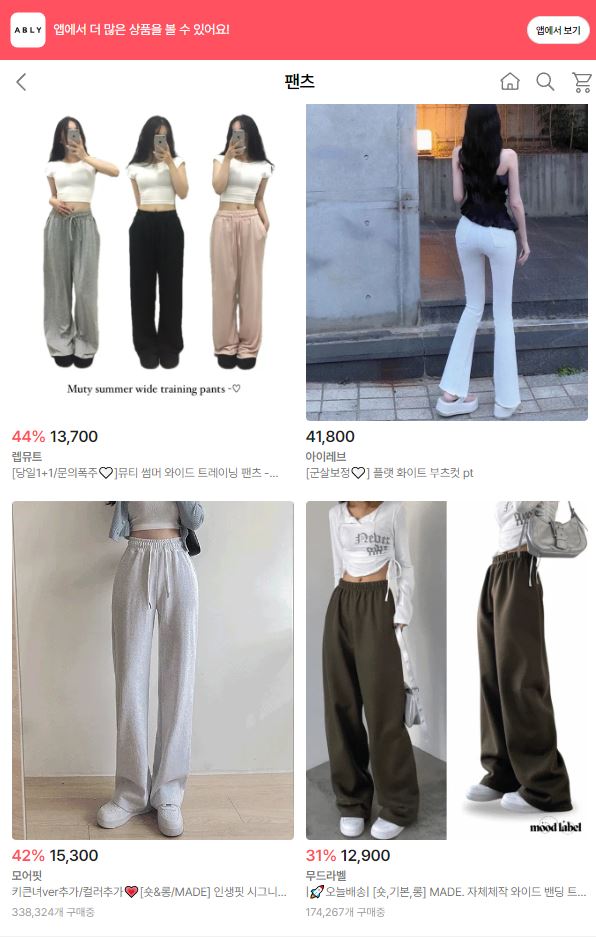 ABLY
앱에서 더 많은 상품을 볼 수 있어요!
앱에서 보기
팬츠
Muty summer wide training pants -♡
44% 13,700
렙뮤트
[당일1+1/문의폭주♡]뮤티 썸머 와이드 트레이닝 팬츠 -...
41,800
아이레브
[군살보정♡] 플랫 화이트 부츠컷 pt
Never
mood label
42% 15,300
모어핏
키큰녀ver추가/컬러추가❤[숏&롱/MADE] 인생핏 시그니...
338,324개 구매중
31% 12,900
무드라벨
|🚀오늘배송| [숏,기본,롱] MADE. 자체제작 와이드 밴딩 트...
174,267개 구매중